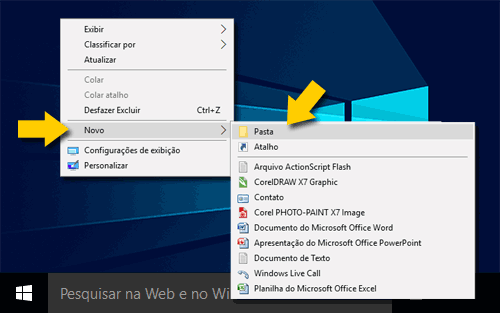 Exibir
Classificar por
Atualizar
Colar
Colar atalho
Desfazer Excluir Ctrl+Z
Novo
Configurações de exibição
Personalizar
Pasta
Atalho
Arquivo ActionScript Flash
CorelDRAW X7 Graphic
Contato
Corel PHOTO-PAINT X7 Image
Documento do Microsoft Office Word
Apresentação do Microsoft Office PowerPoint
Documento de Texto
Windows Live Call
Planilha do Microsoft Office Excel
Pesquisar na Web e no Wi